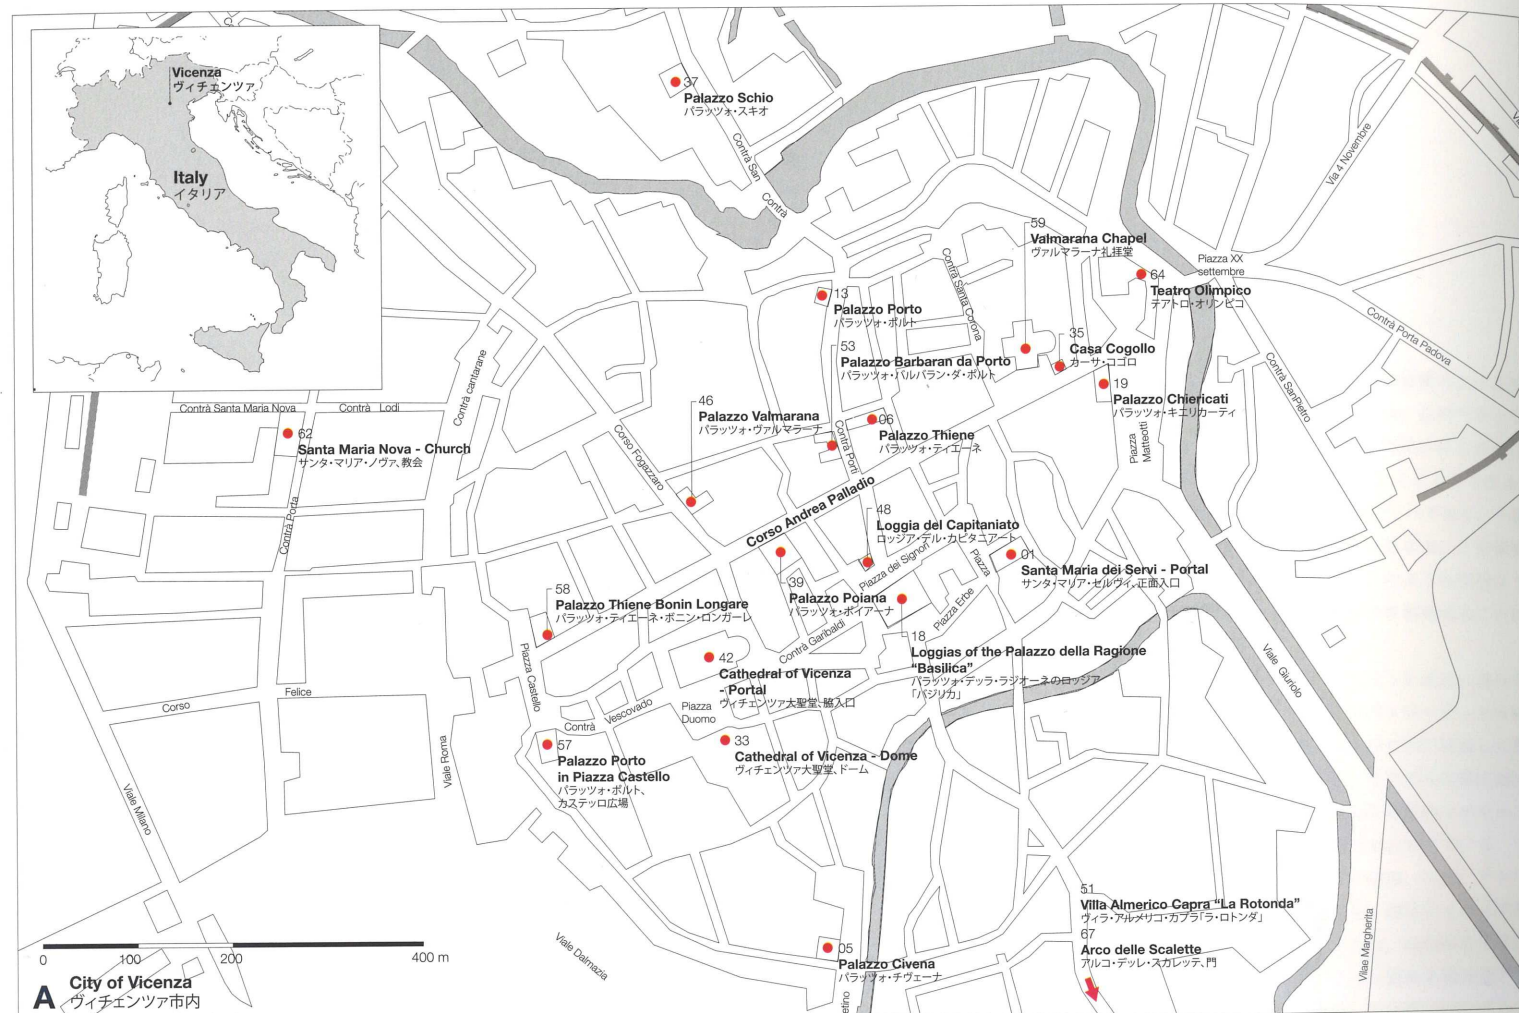 Vicenza
ヴィチェンツァ
Italy
イタリア
37
Palazzo Schio
パラッツォ・スキオ
Contrà San
Contrà
Via 4 Novembre
59
Valmarana Chapel
ヴァルマラーナ礼拝堂
Piazza XX
settembre
64
Teatro Olimpico
テアトロ・オリンピコ
Contrà Santa Corona
13
Palazzo Porto
パラッツォ・ポルト
53
Palazzo Barbaran da Porto
パラッツォ・バルバラン・ダ・ポルト
35
Casa Cogollo
カーサ・コゴロ
19
Palazzo Chiericati
パラッツォ・キエリカーティ
Contrà Porta Padova
Contrà SanPietro
Piazza
Matteotti
Contrà cantarane
Contrà Santa Maria Nova
Contrà Lodi
62
Santa Maria Nova - Church
サンタ・マリア・ノヴァ、教会
Contrà Porta
Corso Fogazzaro
46
Palazzo Valmarana
パラッツォ・ヴァルマラーナ
06
Palazzo Thiene
パラッツォ・ティエーネ
Contrà Porti
Corso Andrea Palladio
48
Loggia del Capitaniato
ロッジア・デル・カピタニアート
Piazza dei Signori
Piazza
Piazza Erbe
01
Santa Maria dei Servi - Portal
サンタ・マリア・セルヴィ、正面入口
39
Palazzo Poiana
パラッツォ・ポイアーナ
Contrà Garibaldi
58
Palazzo Thiene Bonin Longare
パラッツォ・ティエーネ・ボニン・ロンガーレ
Piazza Castello
42
Cathedral of Vicenza
- Portal
ヴィチェンツァ大聖堂、脇入口
18
Loggias of the Palazzo della Ragione
“Basilica”
パラッツォ・デッラ・ラジオーネのロッジア
「バジリカ」
Viale Giuriolo
Corso
Felice
Contrà
Vescovado
Piazza
Duomo
33
Cathedral of Vicenza - Dome
ヴィチェンツァ大聖堂、ドーム
57
Palazzo Porto
in Piazza Castello
パラッツォ・ポルト、
カステッロ広場
Viale Roma
Viale Milano
Viale Dalmazia
51
Villa Almerico Capra “La Rotonda”
ヴィラ・アルメリコ・カプラ「ラ・ロトンダ」
67
Arco delle Scalette
アルコ・デッレ・スカレッテ、門
Vilae Margherita
05
Palazzo Civena
パラッツォ・チヴェーナ
etino
0 100 200 400 m
A
City of Vicenza
ヴィチェンツァ市内